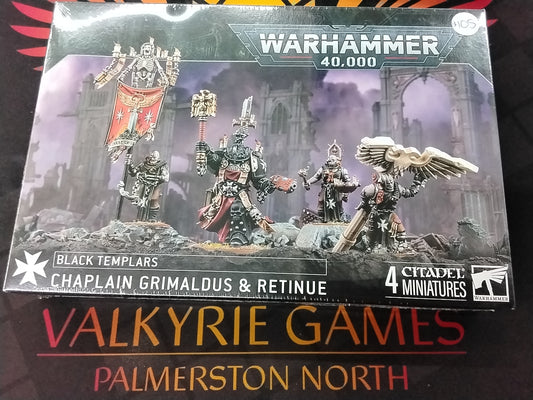 WARHAMMER
40,000
BLACK TEMPLARS
CHAPLAIN GRIMALDUS & RETINUE
4 CITADEL MINIATURES
WARHAMMER
VALKYRIE GAMES
PALMERSTON NORTH